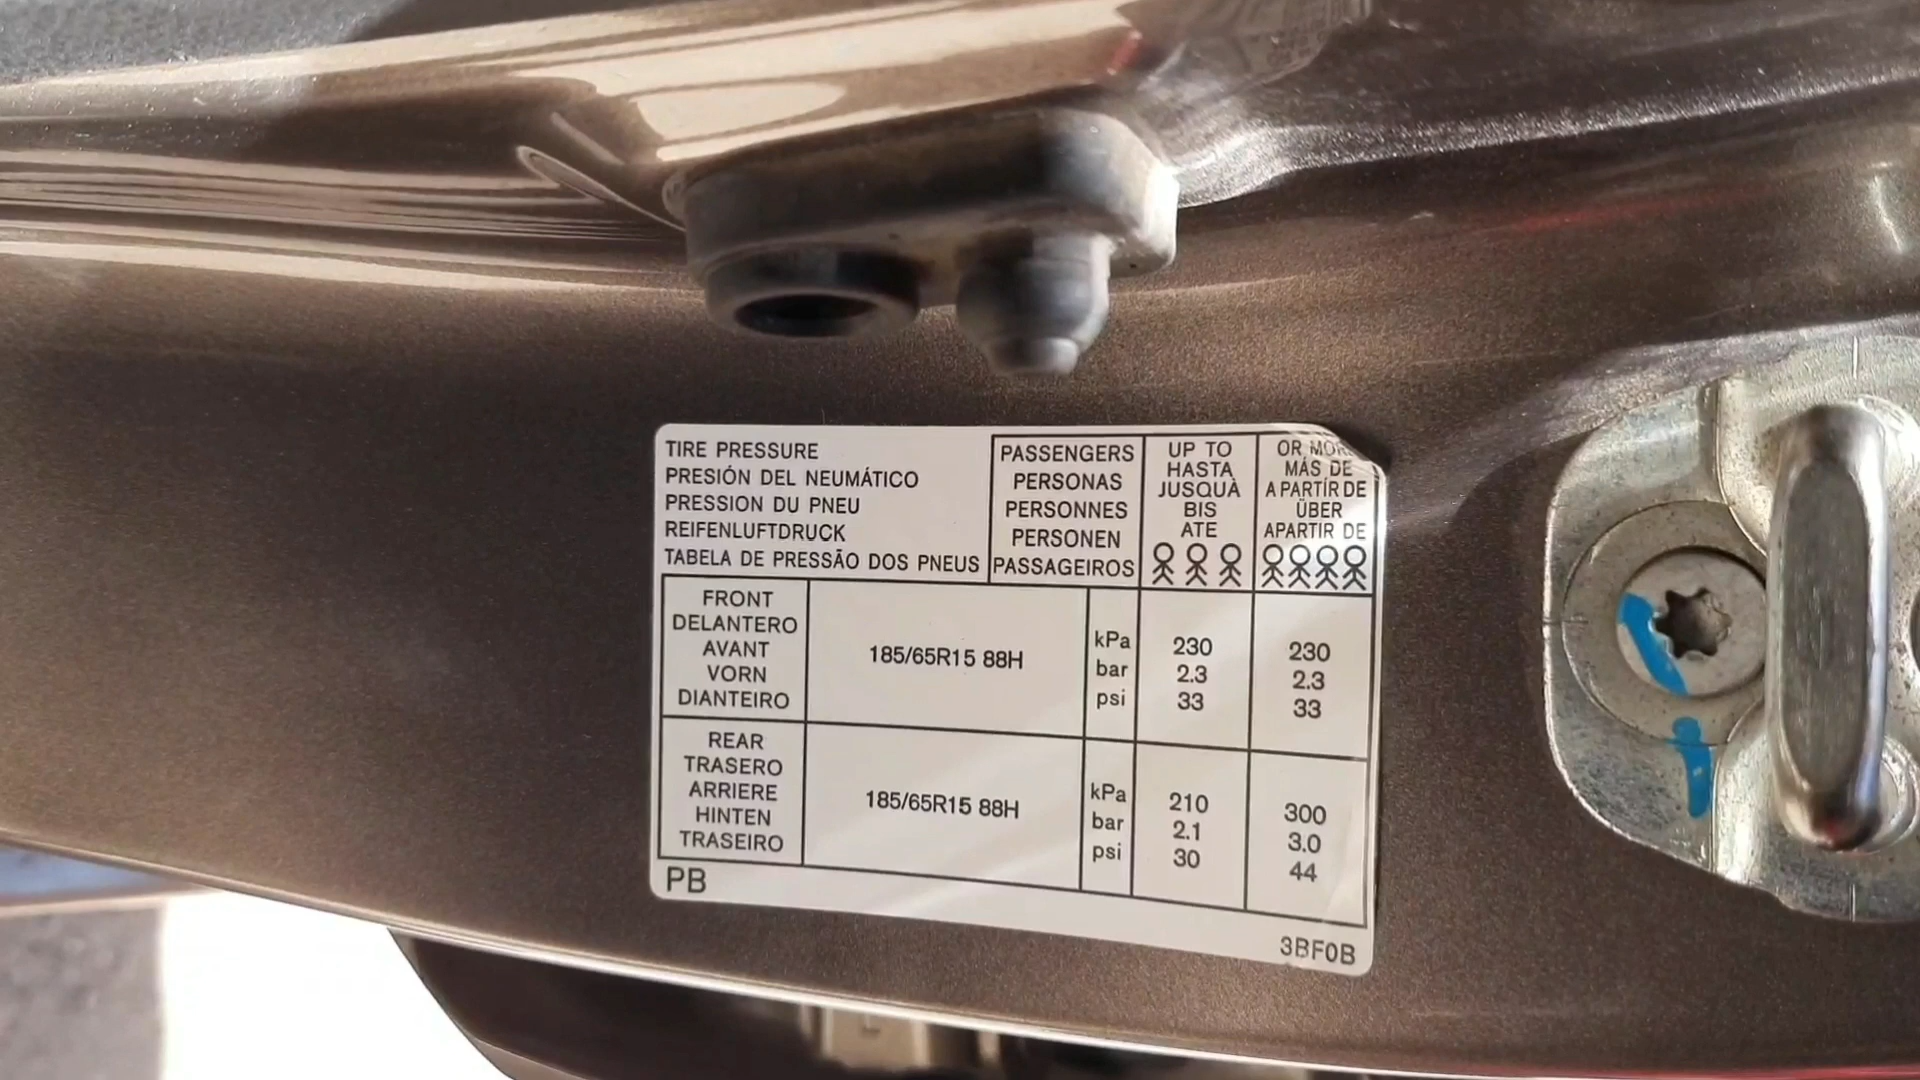 TIRE PRESSURE
PRESIÓN DEL NEUMÁTICO
PRESSION DU PNEU
REIFENLUFTDRUCK
TABELA DE PRESSÃO DOS PNEUS
PASSENGERS
PERSONAS
PERSONNES
PERSONEN
PASSAGEIROS
UP TO
HASTA
JUSQUÀ
BIS
ATE
OR MOR
MÁS DE
A PARTÍR DE
ÜBER
APARTIR DE
FRONT
DELANTERO
AVANT
VORN
DIANTEIRO
185/65R15 88H
kPa 230 230
bar 2.3 2.3
psi 33 33
REAR
TRASERO
ARRIERE
HINTEN
TRASEIRO
185/65R15 88H
kPa 210 300
bar 2.1 3.0
psi 30 44
PB
3BF0B